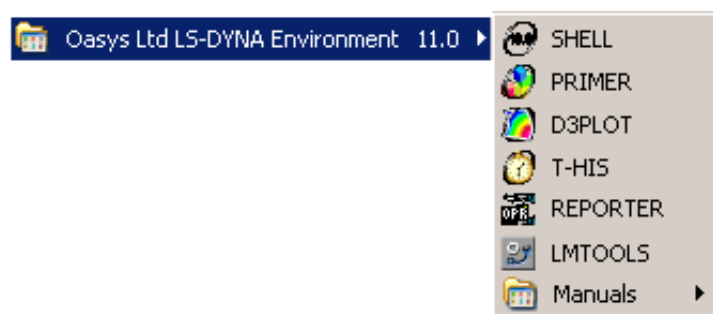 Oasys Ltd LS-DYNA Environment 11.0
SHELL
PRIMER
D3PLOT
T-HIS
REPORTER
LMTOOLS
Manuals